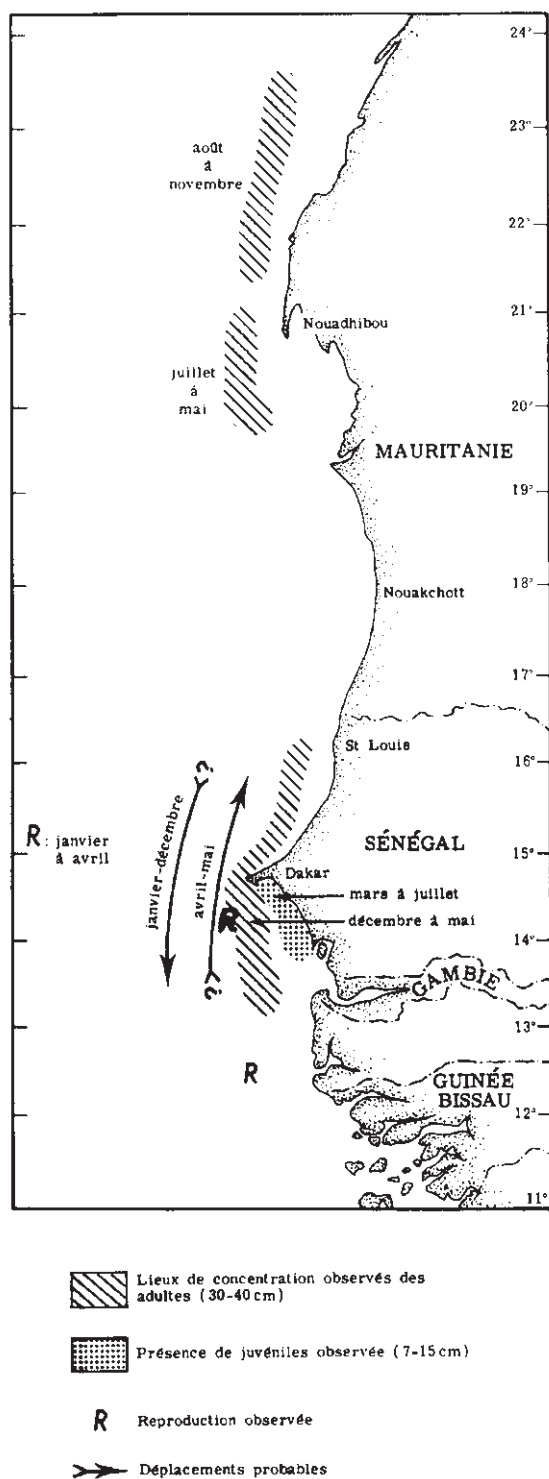 24°
23°
août
à
novembre
22°
21°
Nouadhibou
juillet
à
mai
20°
MAURITANIE
19°
18°
Nouakchott
17°
St Louis
16°
?
R : janvier
à avril
janvier-décembre
avril-mai
SÉNÉGAL
15°
Dakar
mars à juillet
R
décembre à mai
14°
?
GAMBIE
13°
R
GUINÉE
BISSAU
12°
11°
Lieux de concentration observés des
adultes (30-40 cm)
Présence de juvéniles observée (7-15 cm)
R Reproduction observée
Déplacements probables